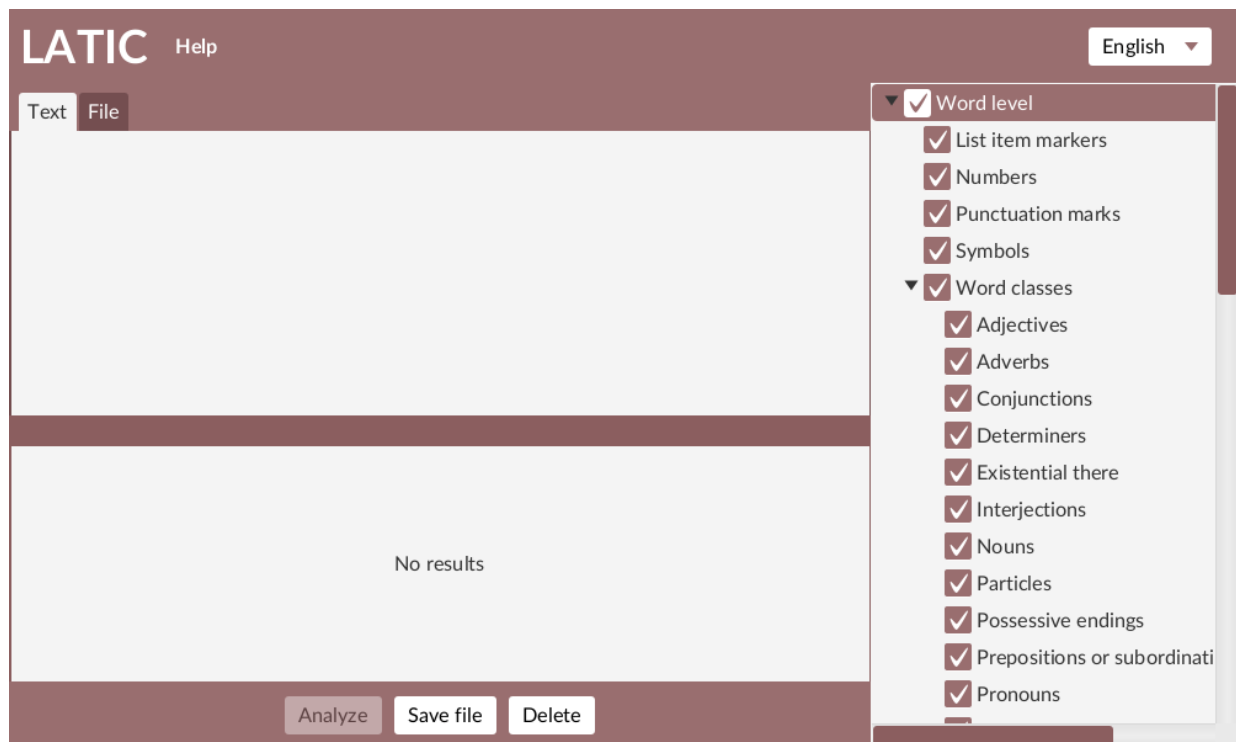 LATIC Help English
Text File
No results
Analyze Save file Delete
Word level
List item markers
Numbers
Punctuation marks
Symbols
Word classes
Adjectives
Adverbs
Conjunctions
Determiners
Existential there
Interjections
Nouns
Particles
Possessive endings
Prepositions or subordinati
Pronouns